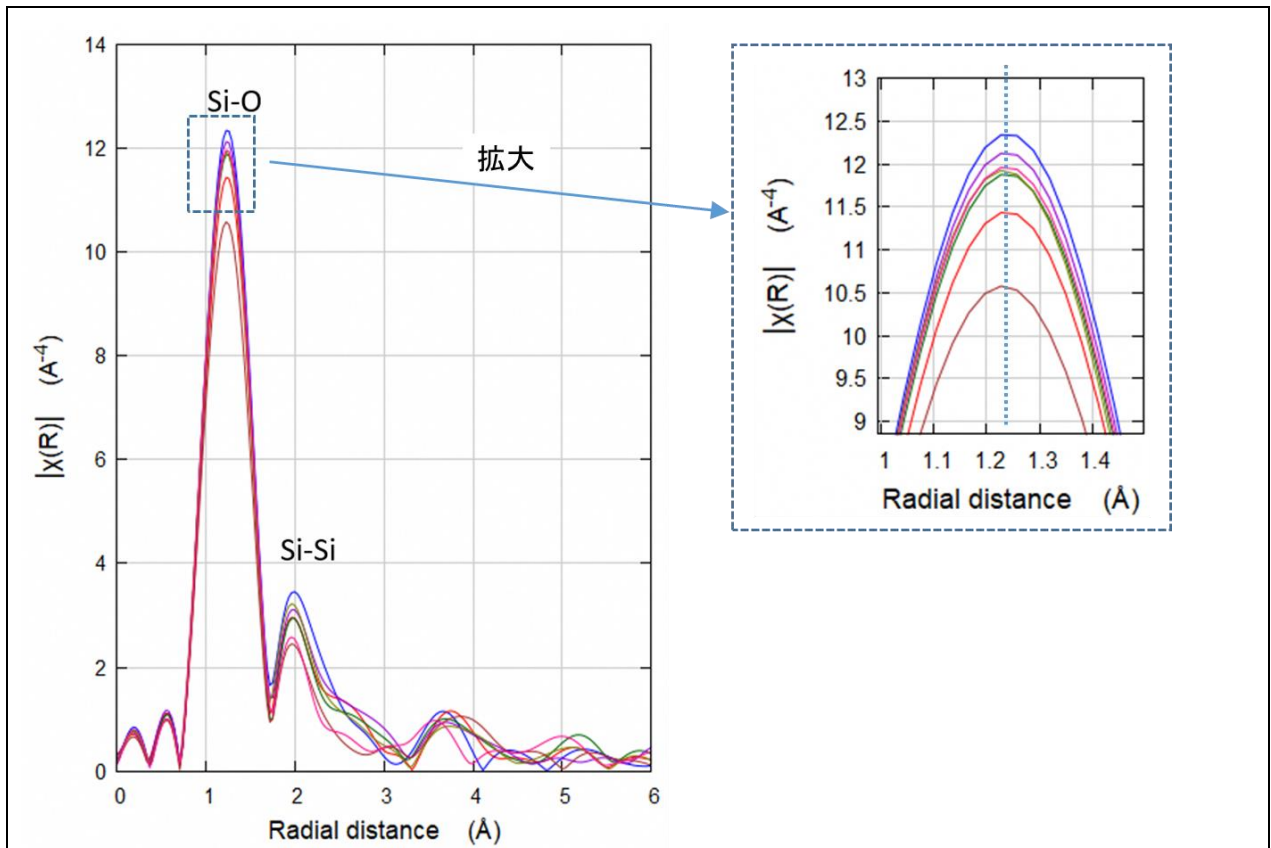 14
12
10
8
6
4
2
0
|χ(R)| (A-4)
Si-O
Si-Si
0 1 2 3 4 5 6
Radial distance (Å)
拡大
13
12.5
12
11.5
11
10.5
10
9.5
9
|χ(R)| (A-4)
1 1.1 1.2 1.3 1.4
Radial distance (Å)